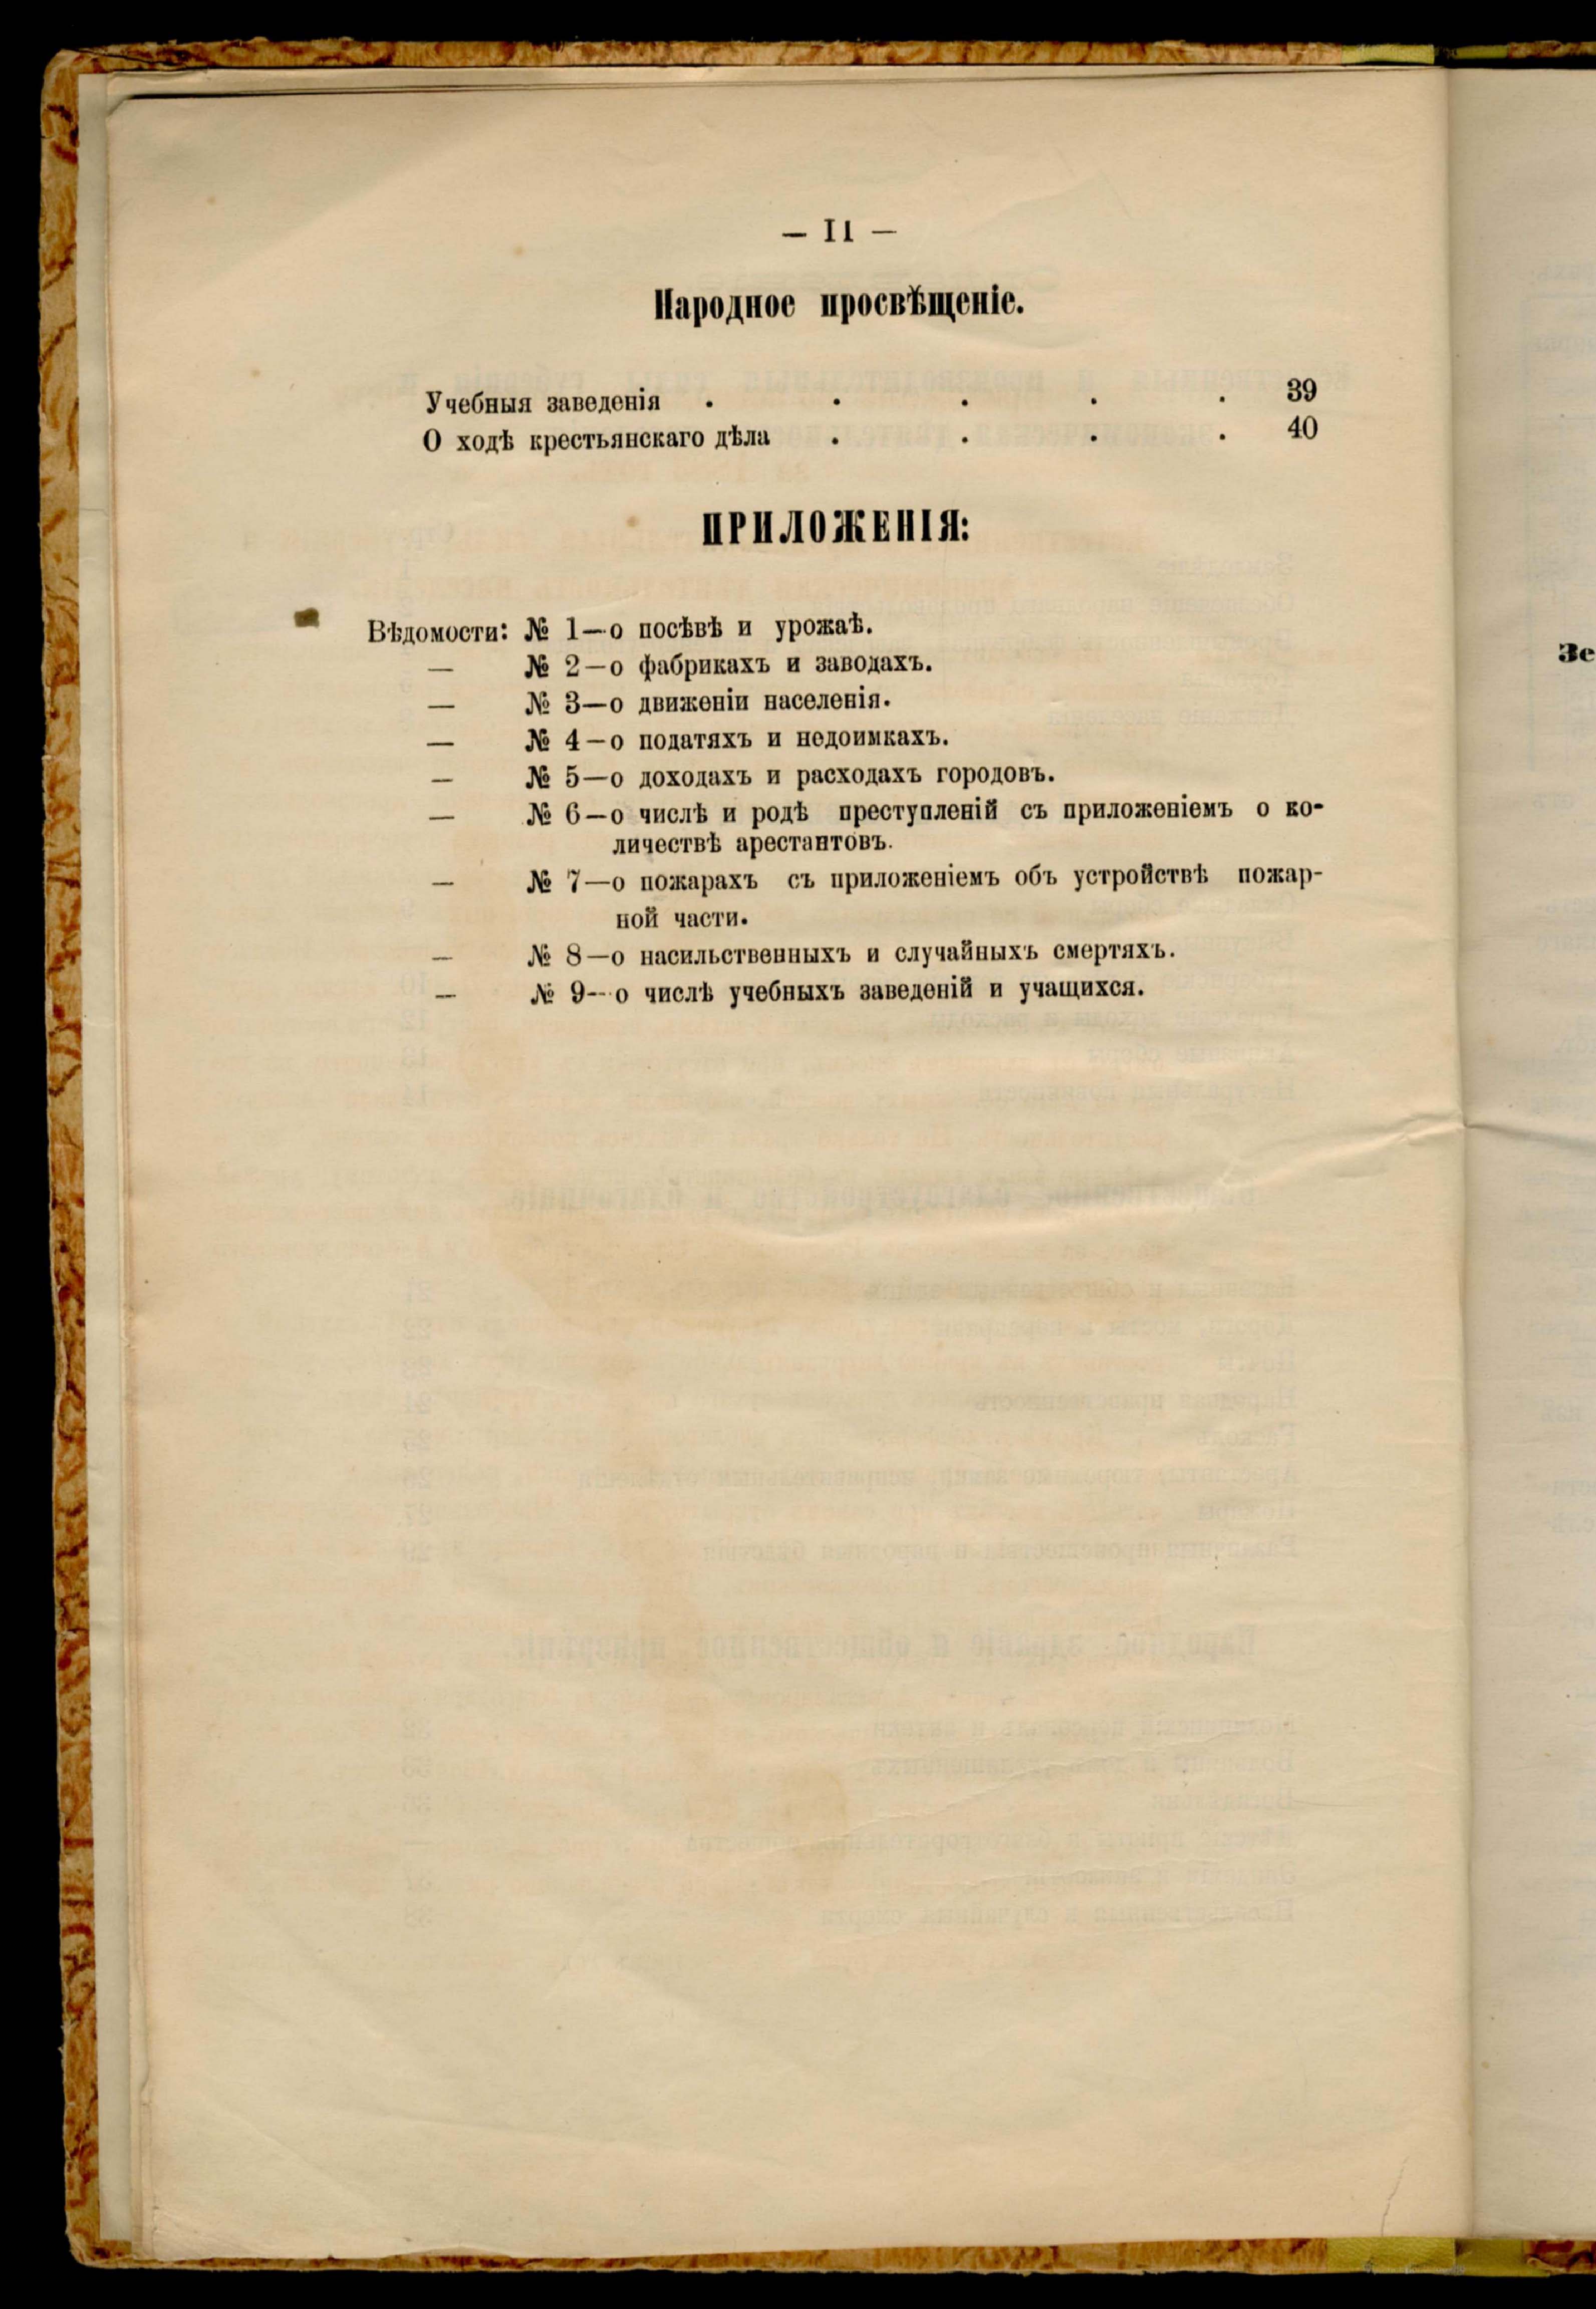 — II —
Народное просвѣщеніе.
Учебныя заведенія . . . . . 39
О ходѣ крестьянскаго дѣла . . . . 40
ПРИЛОЖЕНІЯ:
Вѣдомости: № 1—о посѣвѣ и урожаѣ.
— № 2—о фабрикахъ и заводахъ.
— № 3—о движеніи населенія.
— № 4—о податяхъ и недоимкахъ.
— № 5—о доходахъ и расходахъ городовъ.
— № 6—о числѣ и родѣ преступленій съ приложеніемъ о ко-
личествѣ арестантовъ.
— № 7—о пожарахъ съ приложеніемъ объ устройствѣ пожар-
ной части.
— № 8—о насильственныхъ и случайныхъ смертяхъ.
— № 9—о числѣ учебныхъ заведеній и учащихся.
Зе